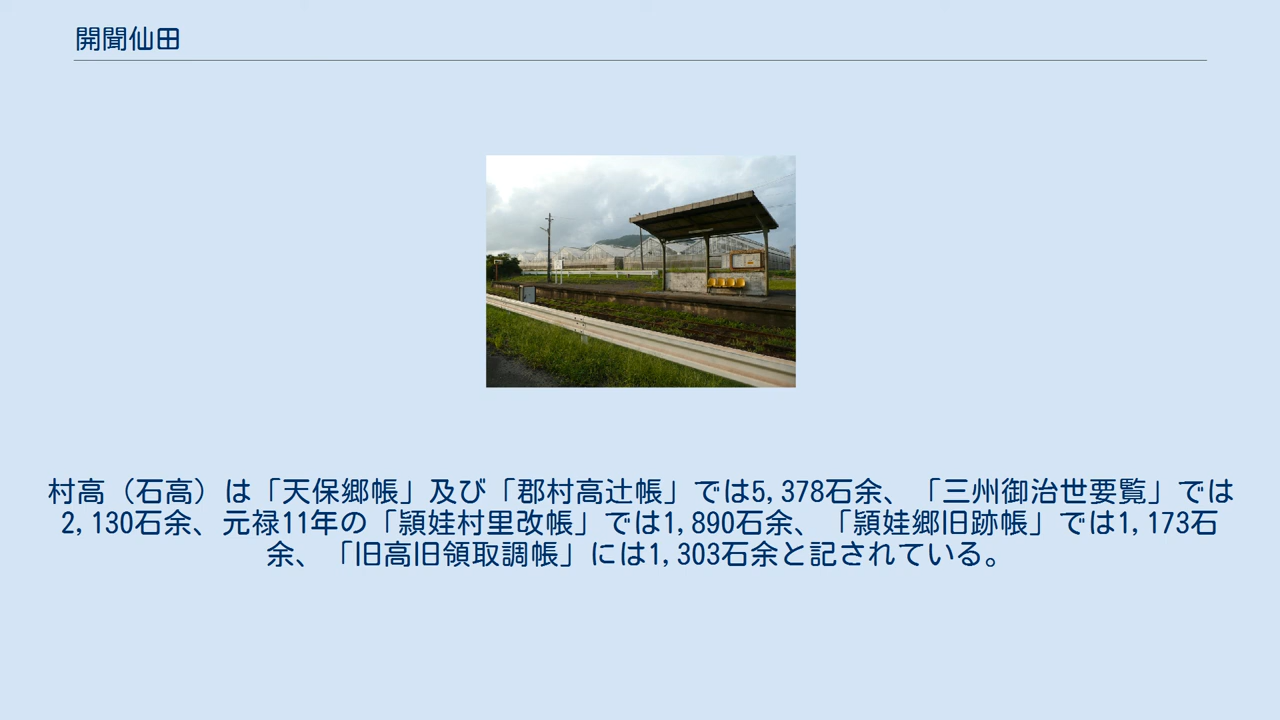 開聞仙田
村高（石高）は「天保郷帳」及び「郡村高辻帳」では5,378石余、「三州御治世要覧」では
2,130石余、元禄11年の「頴娃村里改帳」では1,890石余、「頴娃郷旧跡帳」では1,173石
余、「旧高旧領取調帳」には1,303石余と記されている。